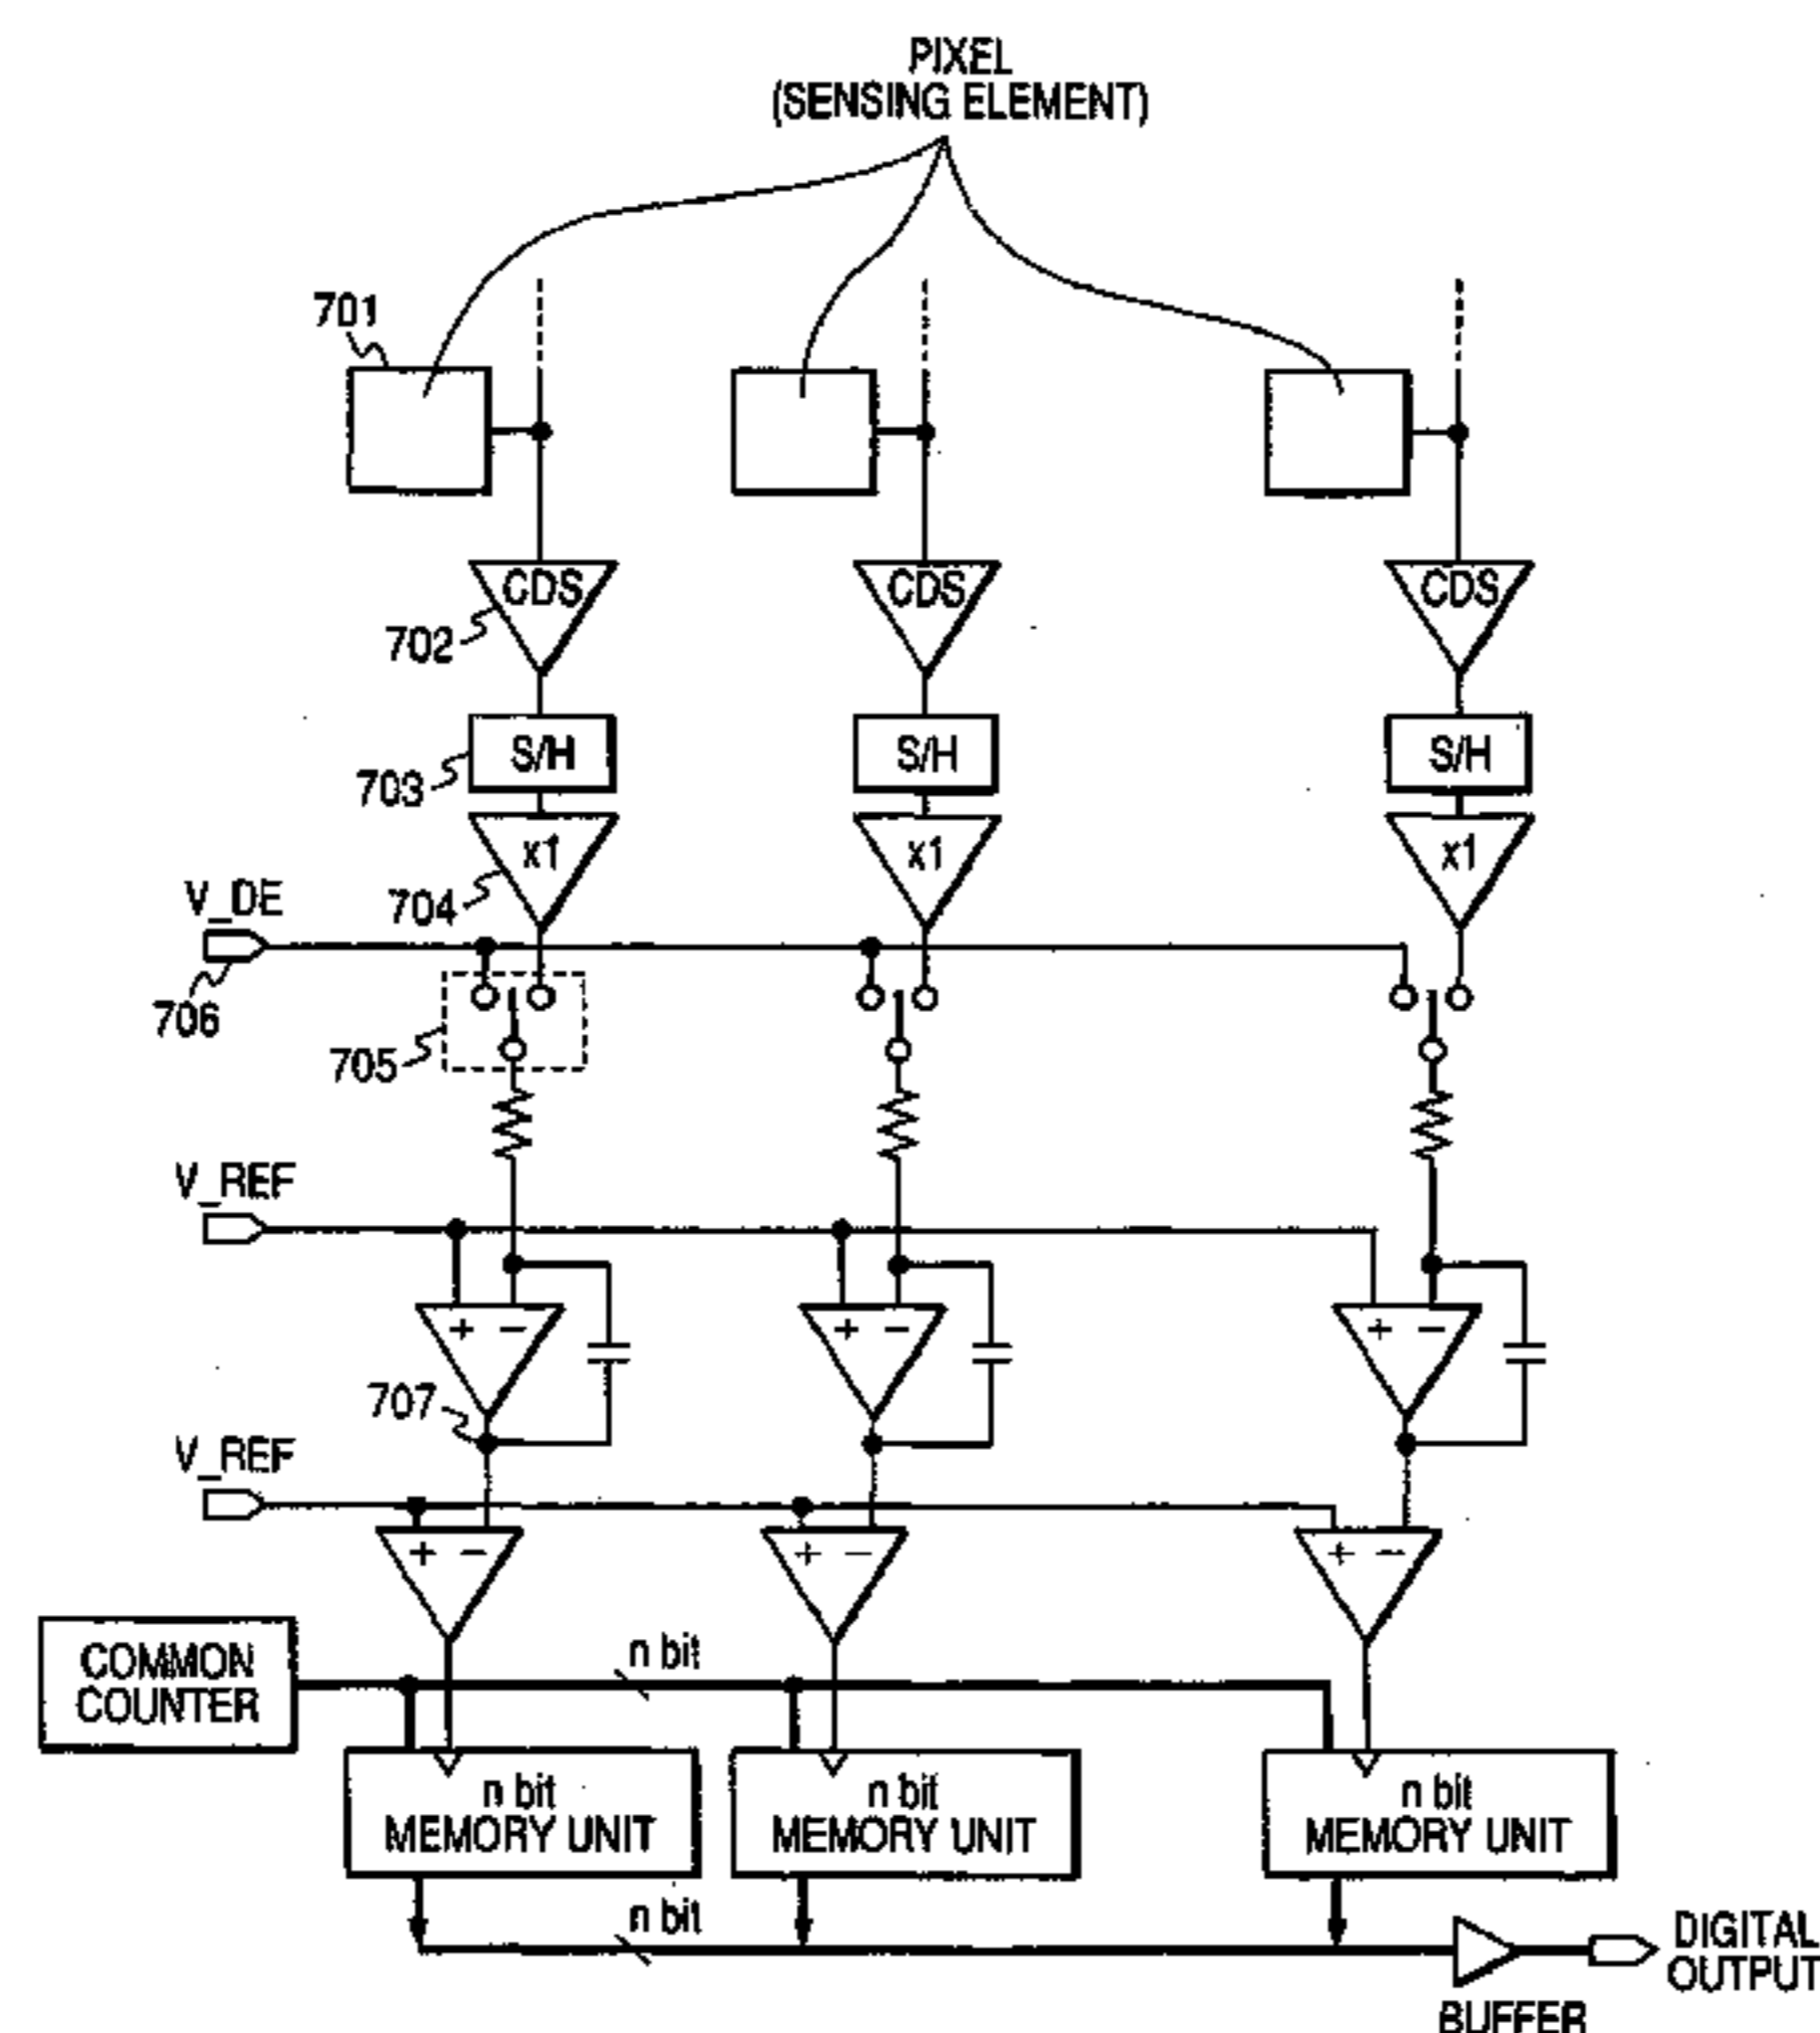 PIXEL
(SENSING ELEMENT)
701
CDS CDS CDS
702
S/H S/H S/H
703
x1 x1 x1
704
V_DE
706
705
V_REF
+ − + − + −
707
V_REF
+ − + − + −
COMMON
COUNTER
n bit
n bit n bit n bit
MEMORY UNIT MEMORY UNIT MEMORY UNIT
n bit
DIGITAL
OUTPUT
BUFFER